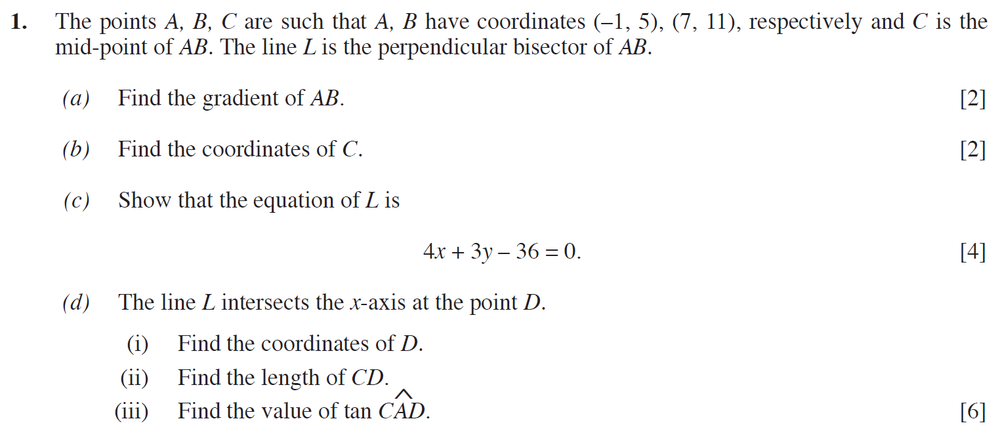 1. The points A, B, C are such that A, B have coordinates (–1, 5), (7, 11), respectively and C is the
mid-point of AB. The line L is the perpendicular bisector of AB.
(a) Find the gradient of AB. [2]
(b) Find the coordinates of C. [2]
(c) Show that the equation of L is
4x + 3y – 36 = 0. [4]
(d) The line L intersects the x-axis at the point D.
(i) Find the coordinates of D.
(ii) Find the length of CD.
(iii) Find the value of tan CÂD. [6]